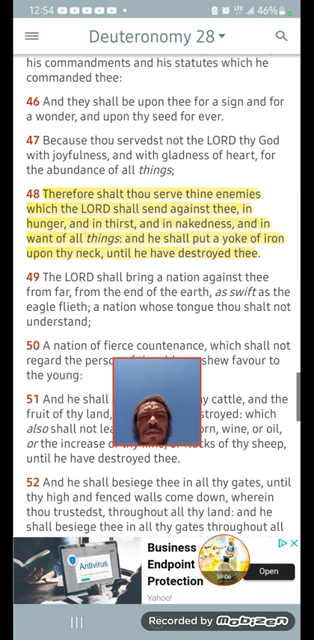 12:54
LTE
46%
Deuteronomy 28
his commandments and his statutes which he
commanded thee:
46 And they shall be upon thee for a sign and for
a wonder, and upon thy seed for ever.
47 Because thou servedst not the LORD thy God
with joyfulness, and with gladness of heart, for
the abundance of all things;
48 Therefore shalt thou serve thine enemies
which the LORD shall send against thee, in
hunger, and in thirst, and in nakedness, and in
want of all things: and he shall put a yoke of iron
upon thy neck, until he have destroyed thee.
49 The LORD shall bring a nation against thee
from far, from the end of the earth, as swift as the
eagle flieth; a nation whose tongue thou shalt not
understand;
50 A nation of fierce countenance, which shall not
regard the shew favour to
the young:
51 And he shall cattle, and the
fruit of thy land, which
also shall not wine, or oil,
or the increase of thy sheep,
until he have destroyed thee.
52 And he shall besiege thee in all thy gates, until
thy high and fenced walls come down, wherein
thou trustedst, throughout all thy land: and he
shall besiege thee in all thy gates throughout all
Antivirus
Business
Endpoint
Protection
Yahoo!
59:06
Open
Recorded by MOBIZEN